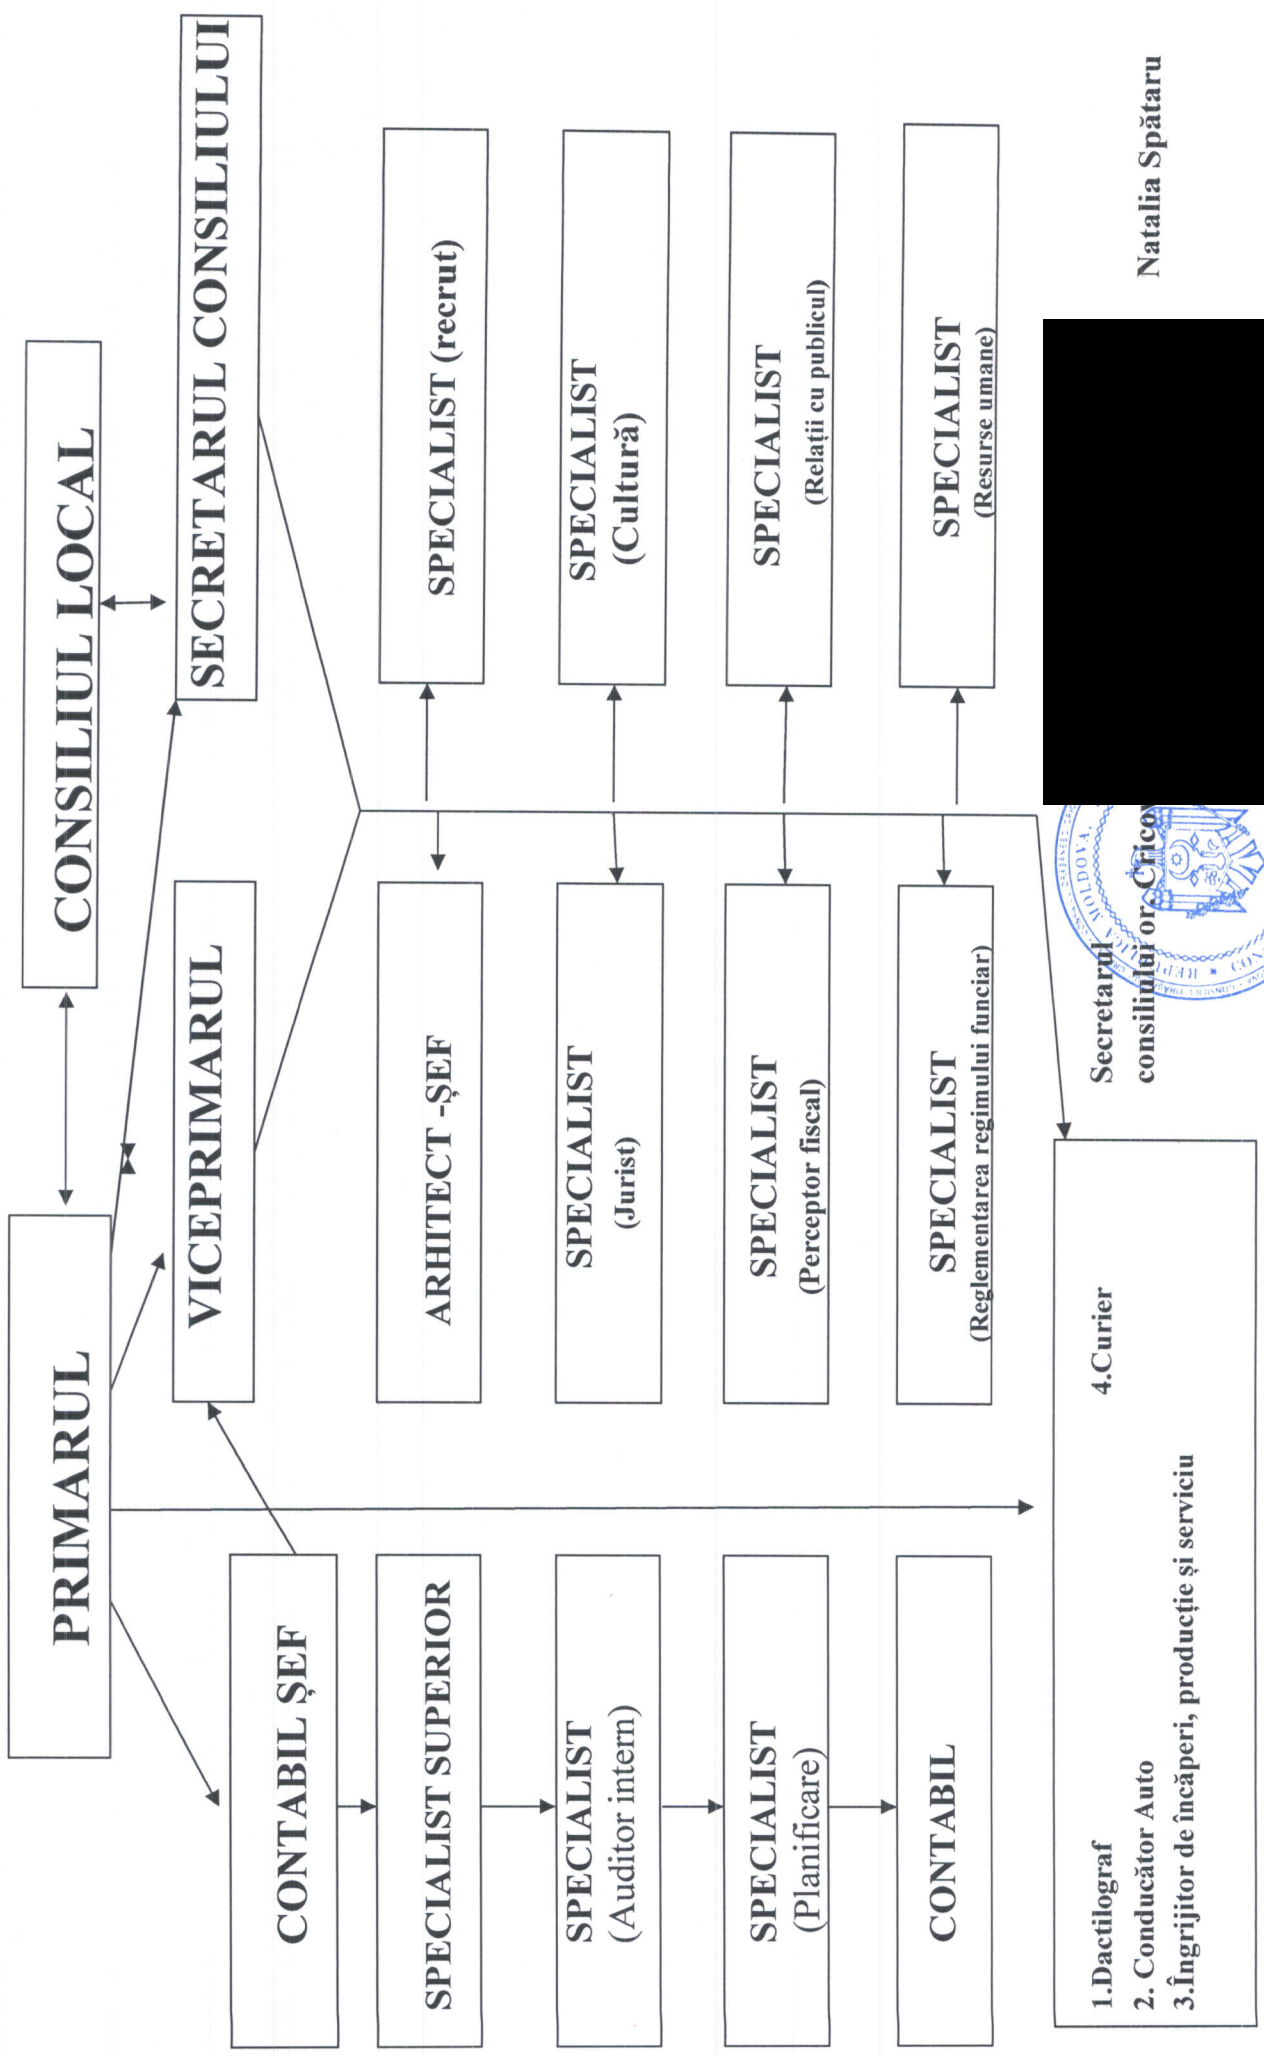 PRIMARUL
CONSILIUL LOCAL
VICEPRIMARUL
SECRETARUL CONSILIULUI
CONTABIL ȘEF
SPECIALIST SUPERIOR
ARHITECT -ȘEF
SPECIALIST (recrut)
SPECIALIST
(Auditor intern)
SPECIALIST
(Jurist)
SPECIALIST
(Cultură)
SPECIALIST
(Planificare)
SPECIALIST
(Perceptor fiscal)
SPECIALIST
(Relații cu publicul)
CONTABIL
SPECIALIST
(Reglementarea regimului funciar)
SPECIALIST
(Resurse umane)
1.Dactilograf
4.Curier
2. Conducător Auto
3.Îngrijitor de încăperi, producție și serviciu
Secretarul
consiliului or.
Natalia Spătaru
REPUBLICA MOLDOVA